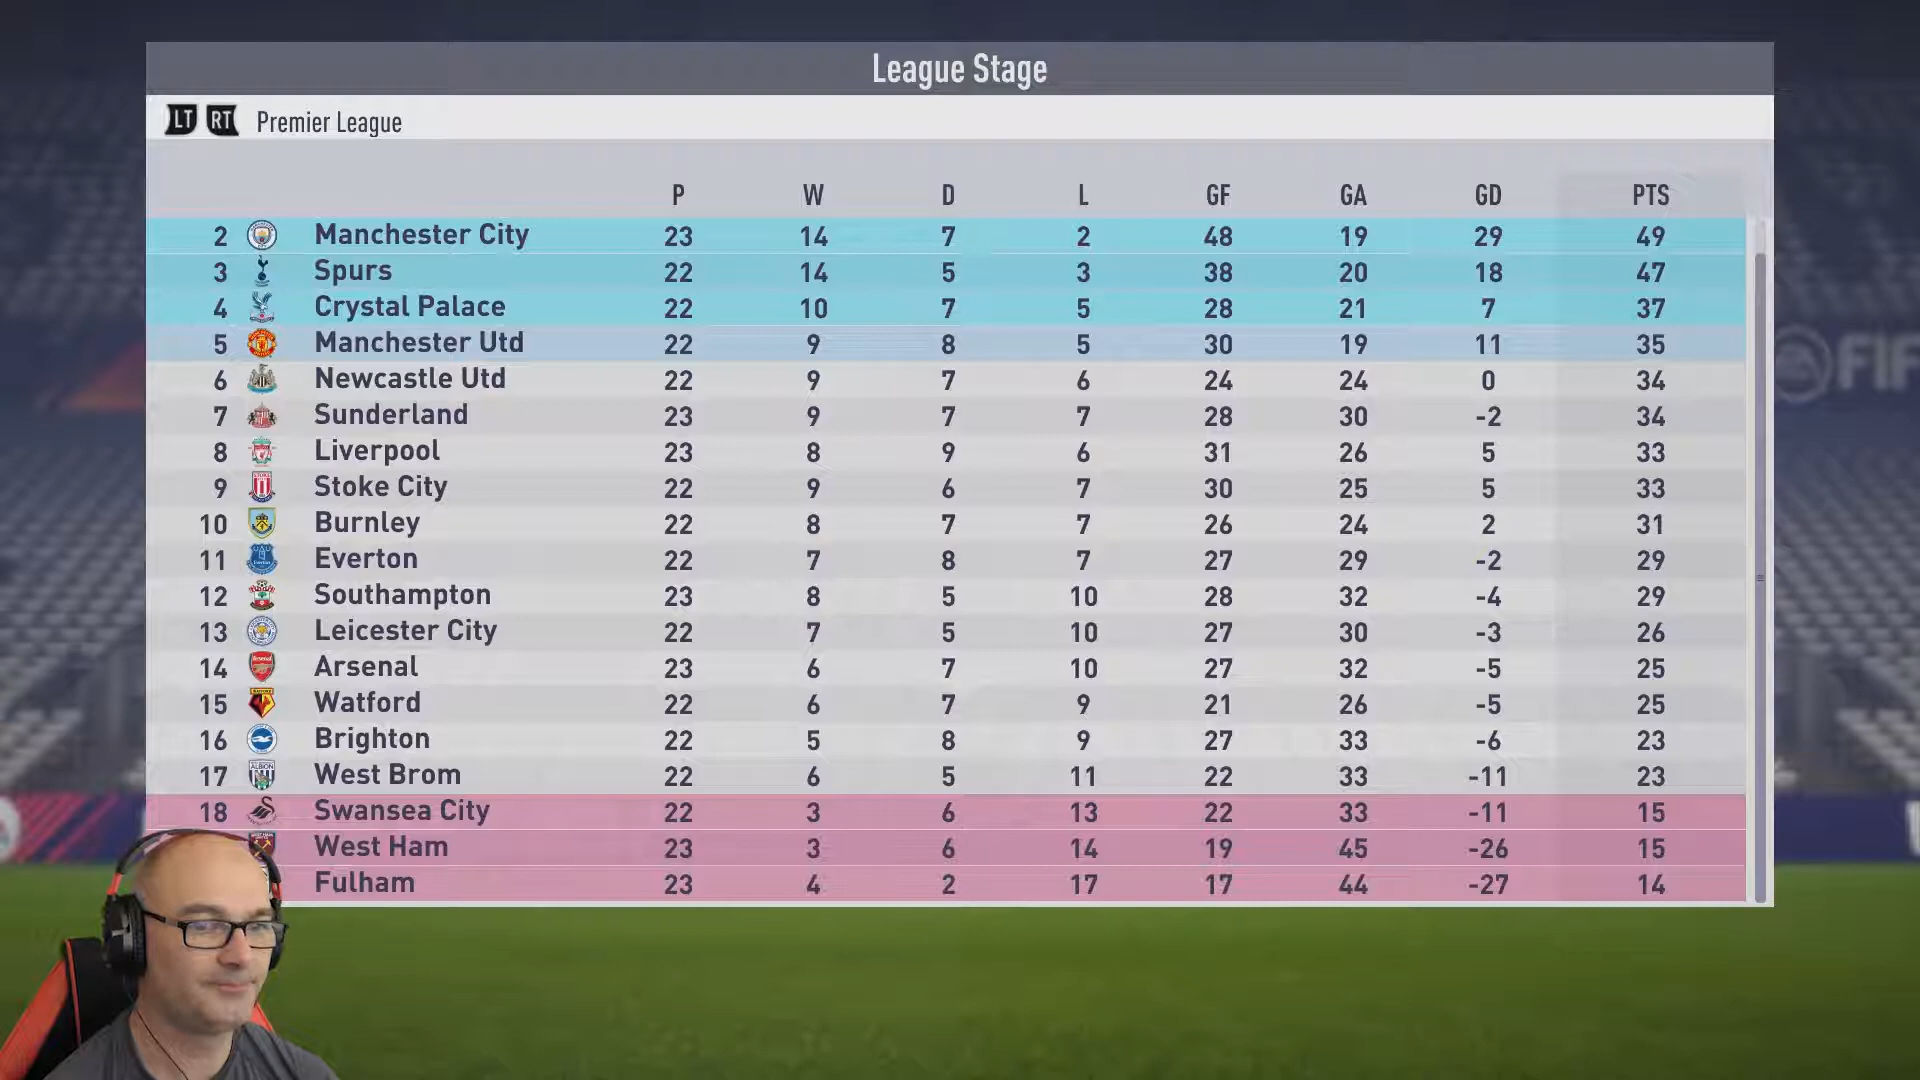 League Stage
LT RT Premier League
P W D L GF GA GD PTS
2 Manchester City 23 14 7 2 48 19 29 49
3 Spurs 22 14 5 3 38 20 18 47
4 Crystal Palace 22 10 7 5 28 21 7 37
5 Manchester Utd 22 9 8 5 30 19 11 35
6 Newcastle Utd 22 9 7 6 24 24 0 34
7 Sunderland 23 9 7 7 28 30 -2 34
8 Liverpool 23 8 9 6 31 26 5 33
9 Stoke City 22 9 6 7 30 25 5 33
10 Burnley 22 8 7 7 26 24 2 31
11 Everton 22 7 8 7 27 29 -2 29
12 Southampton 23 8 5 10 28 32 -4 29
13 Leicester City 22 7 5 10 27 30 -3 26
14 Arsenal 23 6 7 10 27 32 -5 25
15 Watford 22 6 7 9 21 26 -5 25
16 Brighton 22 5 8 9 27 33 -6 23
17 West Brom 22 6 5 11 22 33 -11 23
18 Swansea City 22 3 6 13 22 33 -11 15
West Ham 23 3 6 14 19 45 -26 15
Fulham 23 4 2 17 17 44 -27 14
EA FIF